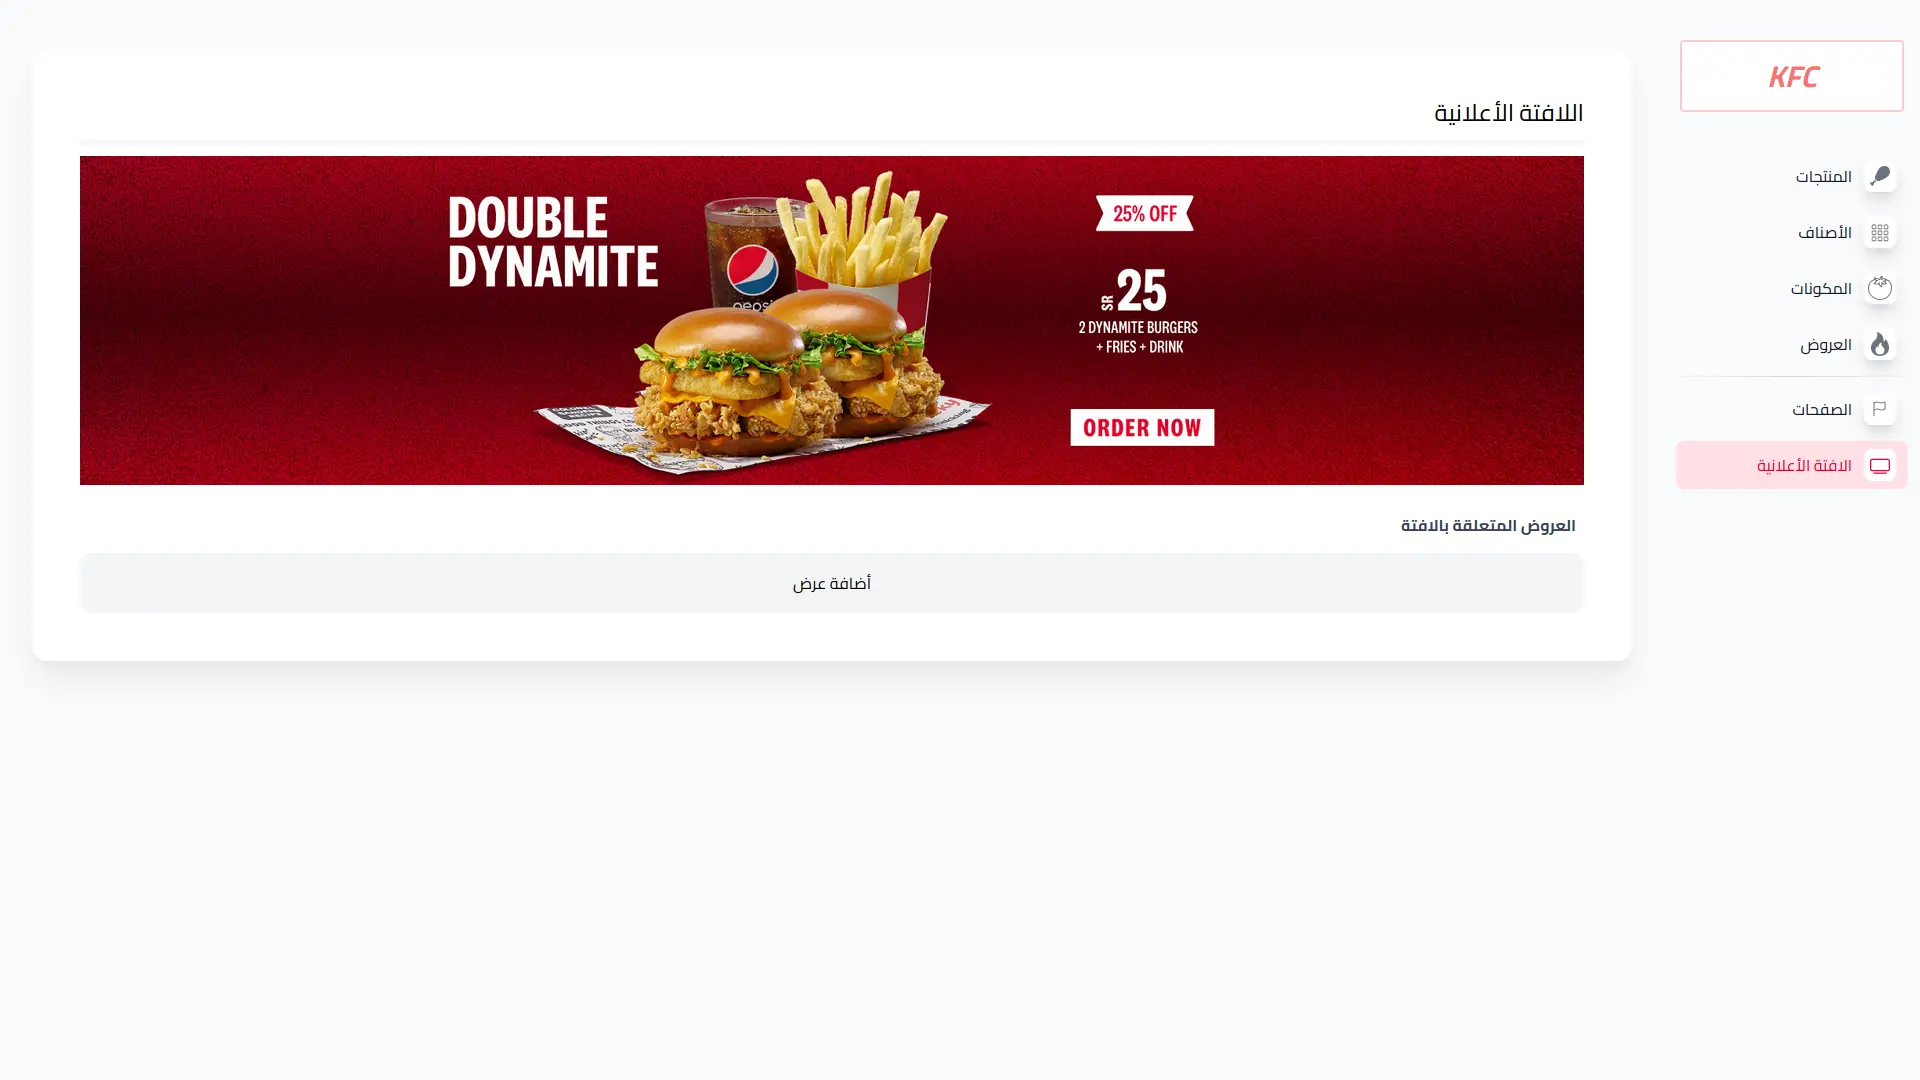 KFC
المنتجات
الأصناف
المكونات
العروض
الصفحات
الافتة الأعلانية
اللافتة الأعلانية
DOUBLE
DYNAMITE
pepsi
25% OFF
SR 25
2 DYNAMITE BURGERS
+ FRIES + DRINK
ORDER NOW
العروض المتعلقة بالافتة
أضافة عرض